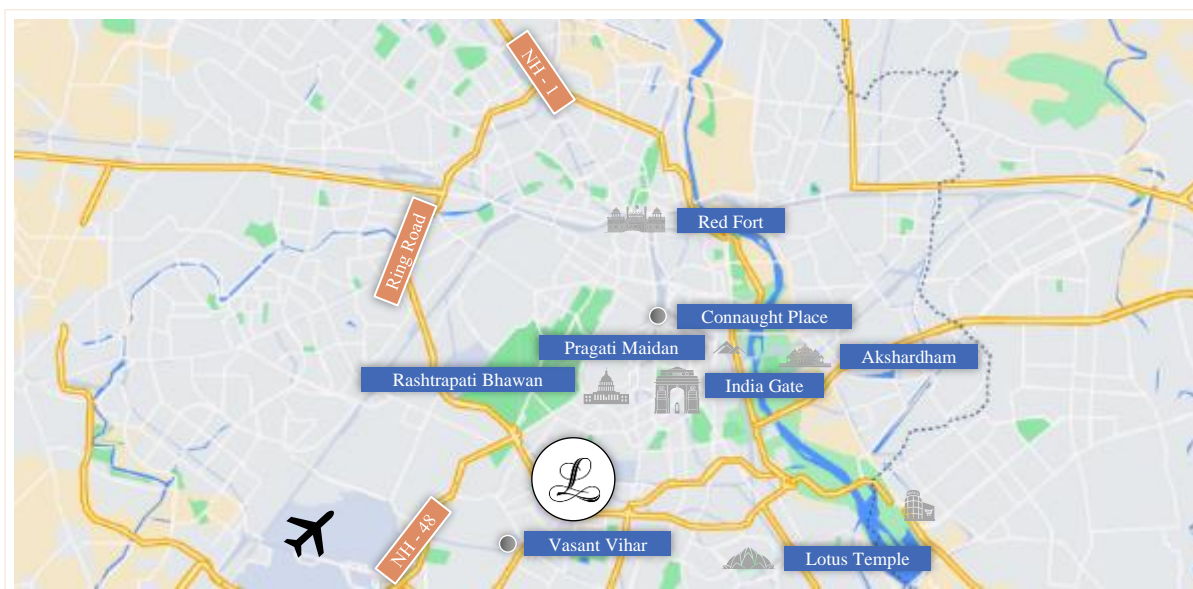 NH - 1
Red Fort
Ring Road
Connaught Place
Pragati Maidan
Akshardham
Rashtrapati Bhawan
India Gate
L
NH - 48
Vasant Vihar
Lotus Temple